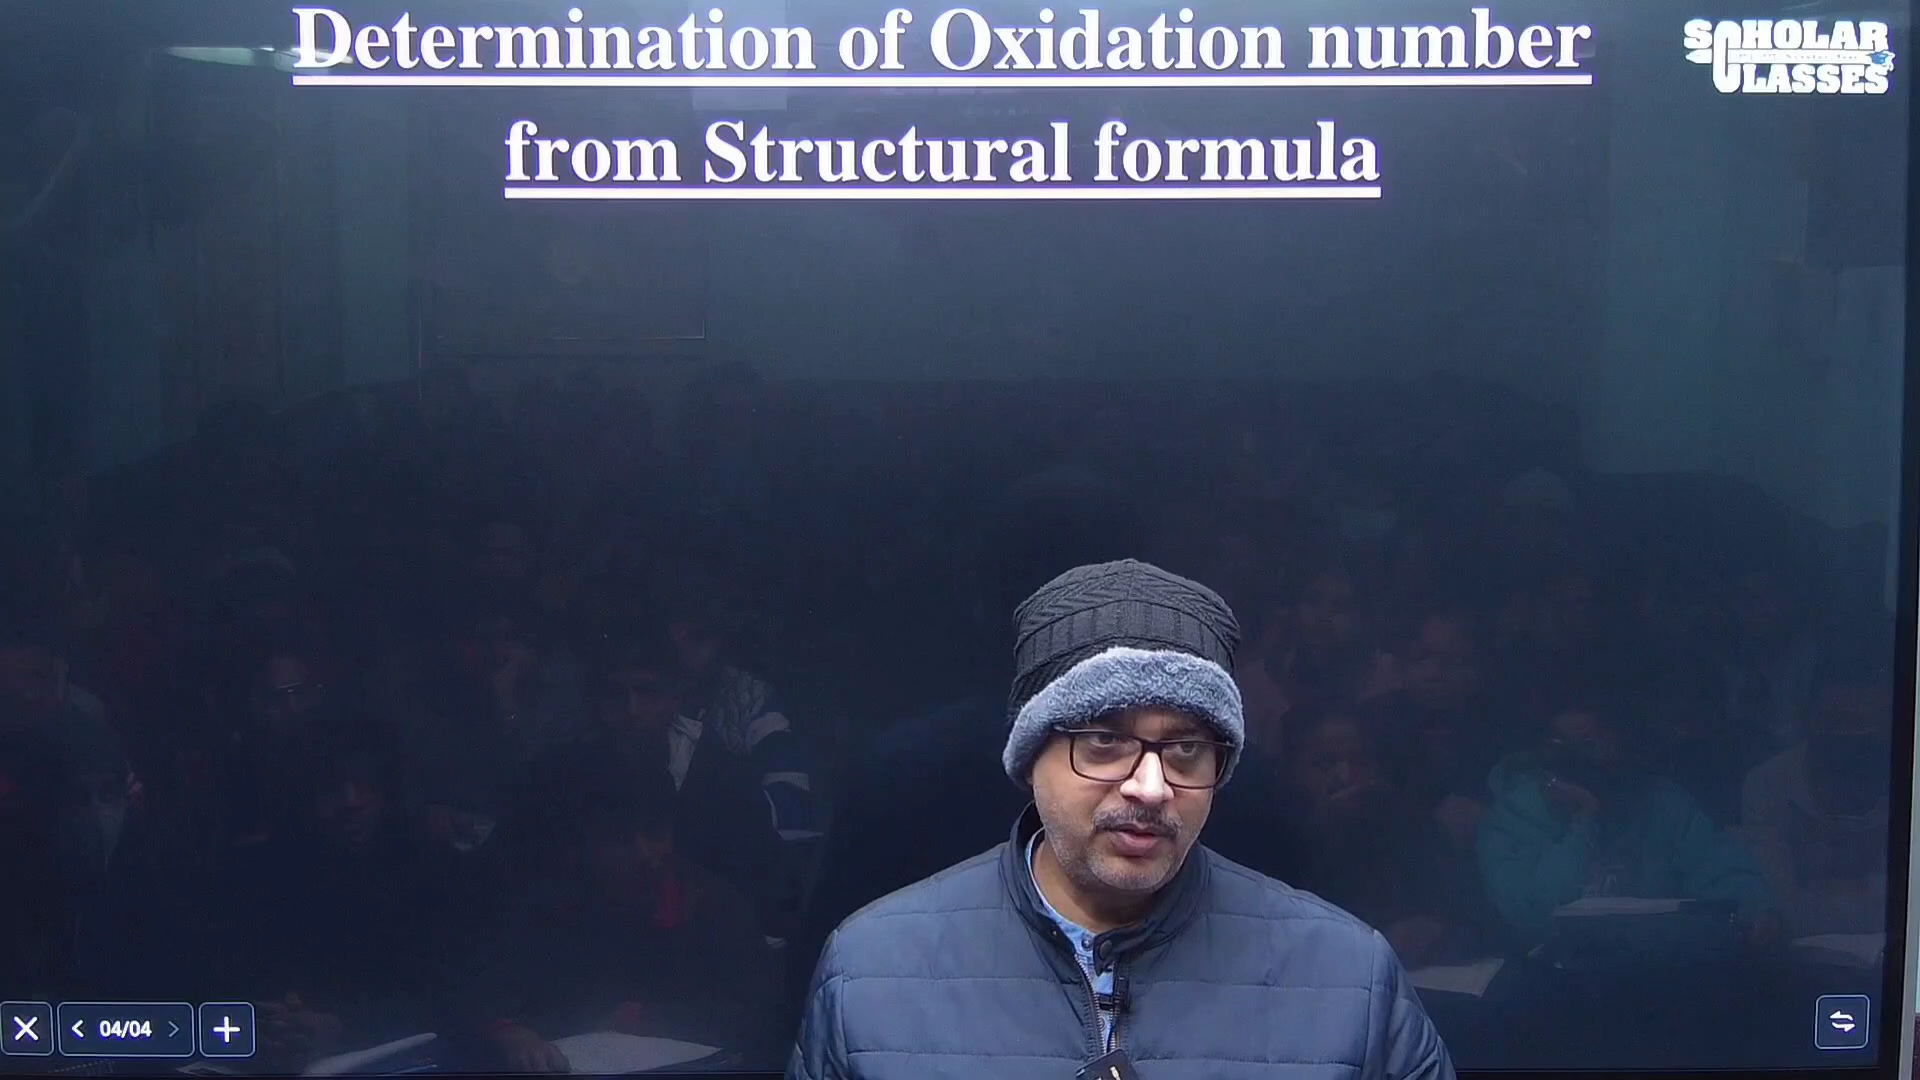 Determination of Oxidation number
from Structural formula
SCHOLAR
CLASSES
04/04